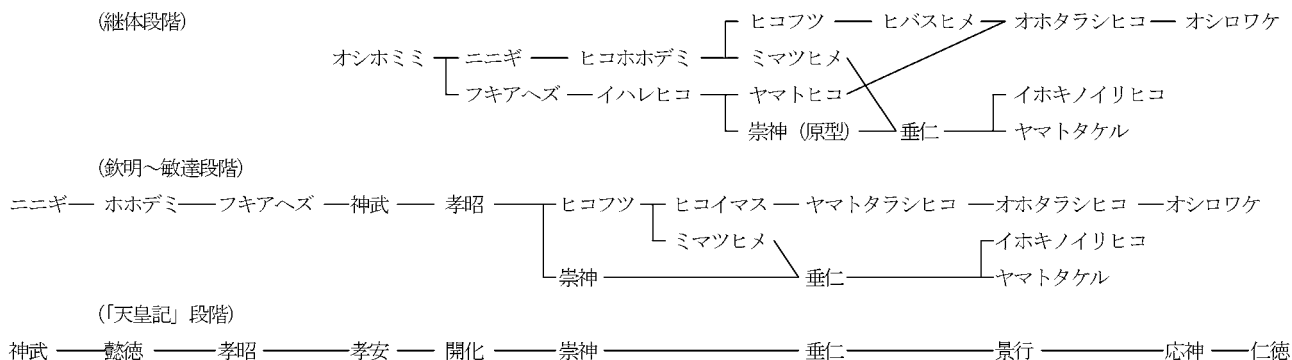 (継体段階)
ヒコフツ ヒバスヒメ オホタラシヒコ オシロワケ
オシホミミ ニニギ ヒコホホデミ ミマツヒメ
フキアヘズ イハレヒコ ヤマトヒコ イホキノイリヒコ
崇神（原型） 垂仁 ヤマトタケル
(欽明～敏達段階)
ニニギ ホホデミ フキアヘズ 神武 孝昭 ヒコフツ ヒコイマス ヤマトタラシヒコ オホタラシヒコ オシロワケ
ミマツヒメ イホキノイリヒコ
崇神 垂仁 ヤマトタケル
(「天皇記」段階)
神武 懿徳 孝昭 孝安 開化 崇神 垂仁 景行 応神 仁徳